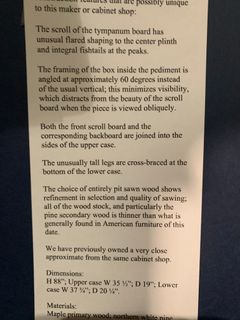 features that are possibly unique
to this maker or cabinet shop:
The scroll of the tympanum board has
unusual flared shaping to the center plinth
and integral fishtails at the peaks.
The framing of the box inside the pediment is
angled at approximately 60 degrees instead
of the usual vertical; this minimizes visibility,
which distracts from the beauty of the scroll
board when the piece is viewed obliquely.
Both the front scroll board and the
corresponding backboard are joined into the
sides of the upper case.
The unusually tall legs are cross-braced at the
bottom of the lower case.
The choice of entirely pit sawn wood shows
refinement in selection and quality of sawing;
all of the wood stock, and particularly the
pine secondary wood is thinner than what is
generally found in American furniture of this
date.
We have previously owned a very close
approximate from the same cabinet shop.
Dimensions:
H 88"; Upper case W 35 ½"; D 19"; Lower
case W 37 ¾"; D 20 ¼".
Materials:
Maple primary wood; northern white pine